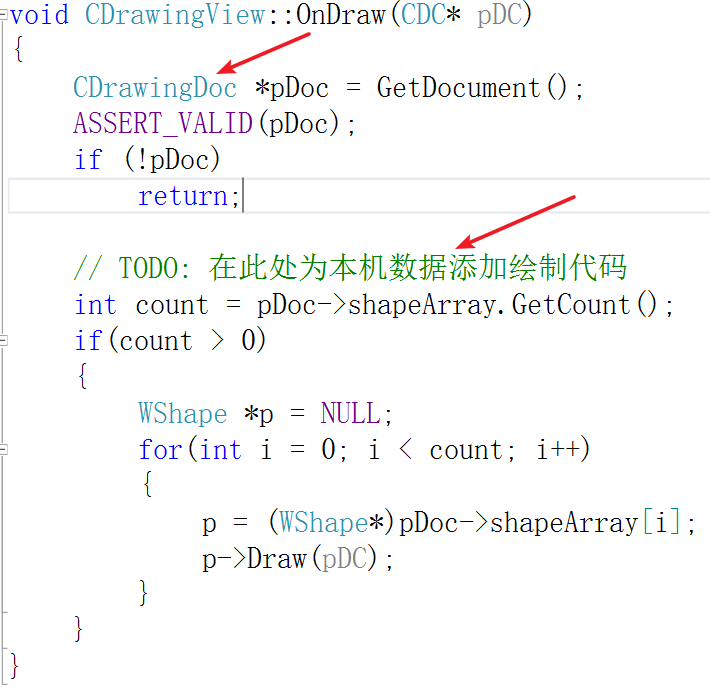 void CDrawingView::OnDraw(CDC* pDC)
{
    CDrawingDoc *pDoc = GetDocument();
    ASSERT_VALID(pDoc);
    if (!pDoc)
        return;
    // TODO: 在此处为本机数据添加绘制代码
    int count = pDoc->shapeArray.GetCount();
    if(count > 0)
    {
        WShape *p = NULL;
        for(int i = 0; i < count; i++)
        {
            p = (WShape*)pDoc->shapeArray[i];
            p->Draw(pDC);
        }
    }
}